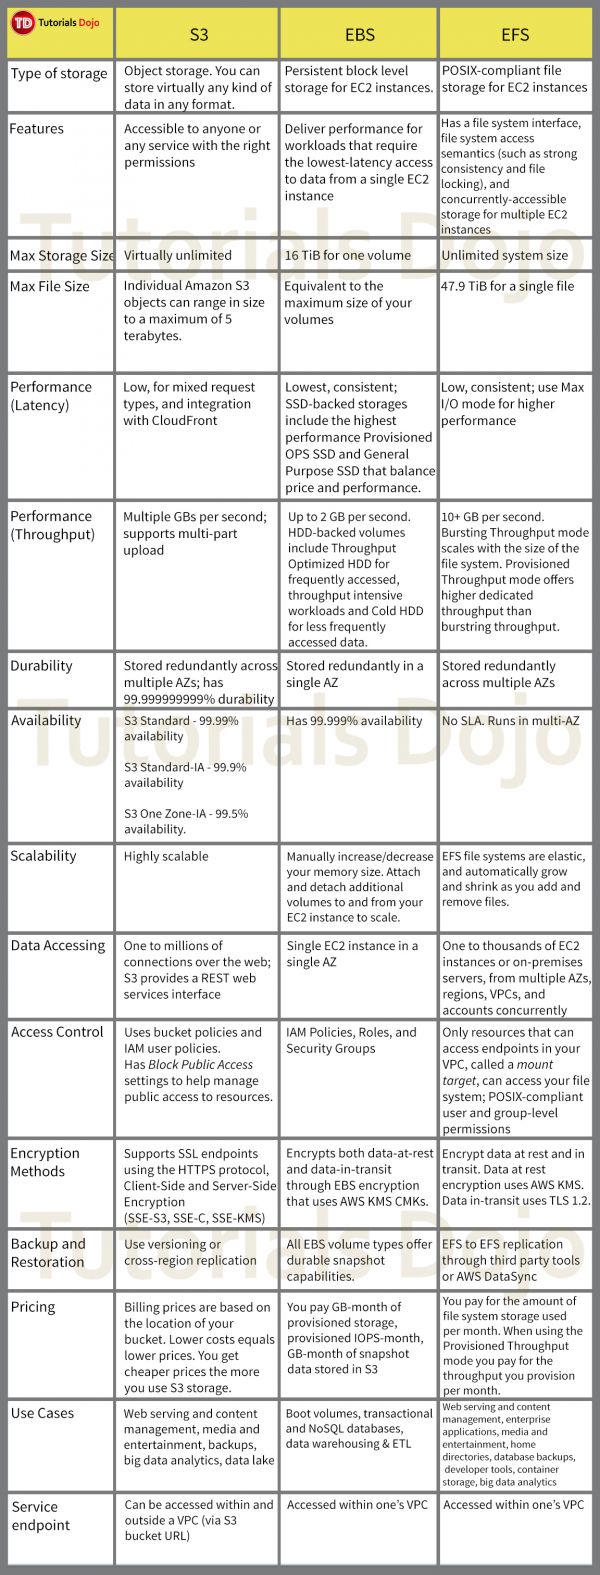 TD Tutorials Dojo
S3
EBS
EFS
Type of storage
Object storage. You can
store virtually any kind of
data in any format.
Persistent block level
storage for EC2 instances.
POSIX-compliant file
storage for EC2 instances
Features
Accessible to anyone or
any service with the right
permissions
Deliver performance for
workloads that require
the lowest-latency access
to data from a single EC2
instance
Has a file system interface,
file system access
semantics (such as strong
consistency and file
locking), and
concurrently-accessible
storage for multiple EC2
instances
Tutorials Dojo
Max Storage Size
Virtually unlimited
16 TiB for one volume
Unlimited system size
Max File Size
Individual Amazon S3
objects can range in size
to a maximum of 5
terabytes.
Equivalent to the
maximum size of your
volumes
47.9 TiB for a single file
Performance
(Latency)
Low, for mixed request
types, and integration
with CloudFront
Lowest, consistent;
SSD-backed storages
include the highest
performance Provisioned
OPS SSD and General
Purpose SSD that balance
price and performance.
Low, consistent; use Max
I/O mode for higher
performance
Performance
(Throughput)
Multiple GBs per second;
supports multi-part
upload
Up to 2 GB per second.
HDD-backed volumes
include Throughput
Optimized HDD for
frequently accessed,
throughput intensive
workloads and Cold HDD
for less frequently
accessed data.
10+ GB per second.
Bursting Throughput mode
scales with the size of the
file system. Provisioned
Throughput mode offers
higher dedicated
throughput than
burstring throughput.
Durability
Stored redundantly across
multiple AZs; has
99.999999999% durability
Stored redundantly in a
single AZ
Stored redundantly
across multiple AZs
Tutorials Dojo
Availability
S3 Standard - 99.99%
availability
S3 Standard-IA - 99.9%
availability
S3 One Zone-IA - 99.5%
availability.
Has 99.999% availability
No SLA. Runs in multi-AZ
Scalability
Highly scalable
Manually increase/decrease
your memory size. Attach
and detach additional
volumes to and from your
EC2 instance to scale.
EFS file systems are elastic,
and automatically grow
and shrink as you add and
remove files.
Data Accessing
One to millions of
connections over the web;
S3 provides a REST web
services interface
Single EC2 instance in a
single AZ
One to thousands of EC2
instances or on-premises
servers, from multiple AZs,
regions, VPCs, and
accounts concurrently
Access Control
Uses bucket policies and
IAM user policies.
Has Block Public Access
settings to help manage
public access to resources.
IAM Policies, Roles, and
Security Groups
Only resources that can
access endpoints in your
VPC, called a mount
target, can access your file
system; POSIX-compliant
user and group-level
permissions
Encryption
Methods
Supports SSL endpoints
using the HTTPS protocol,
Client-Side and Server-Side
Encryption
(SSE-S3, SSE-C, SSE-KMS)
Encrypts both data-at-rest
and data-in-transit
through EBS encryption
that uses AWS KMS CMKs.
Encrypt data at rest and in
transit. Data at rest
encryption uses AWS KMS.
Data in-transit uses TLS 1.2.
Tutorials Dojo
Backup and
Restoration
Use versioning or
cross-region replication
All EBS volume types offer
durable snapshot
capabilities.
EFS to EFS replication
through third party tools
or AWS DataSync
Pricing
Billing prices are based on
the location of your
bucket. Lower costs equals
lower prices. You get
cheaper prices the more
you use S3 storage.
You pay GB-month of
provisioned storage,
provisioned IOPS-month,
GB-month of snapshot
data stored in S3
You pay for the amount of
file system storage used
per month. When using the
Provisioned Throughput
mode you pay for the
throughput you provision
per month.
Use Cases
Web serving and content
management, media and
entertainment, backups,
big data analytics, data lake
Boot volumes, transactional
and NoSQL databases,
data warehousing & ETL
Web serving and content
management, enterprise
applications, media and
entertainment, home
directories, database backups,
developer tools, container
storage, big data analytics
Service
endpoint
Can be accessed within and
outside a VPC (via S3
bucket URL)
Accessed within one's VPC
Accessed within one's VPC